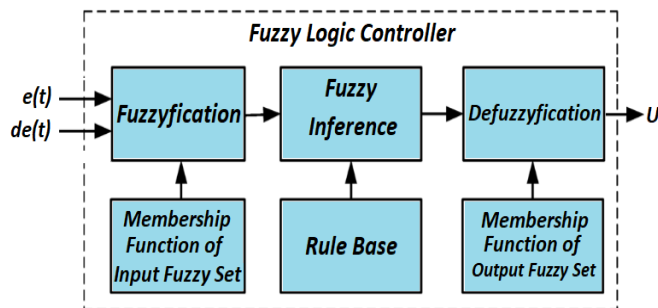 Fuzzy Logic Controller
e(t)
de(t)
Fuzzyfication
Fuzzy
Inference
Defuzzyfication
U
Membership
Function of
Input Fuzzy Set
Rule Base
Membership
Function of
Output Fuzzy Set